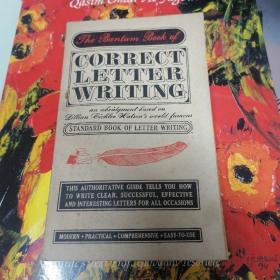 The Bantam Book of
CORRECT
LETTER
WRITING
an abridgment based on
Lillian Eichler Watson's world famous
STANDARD BOOK OF LETTER WRITING
THIS AUTHORITATIVE GUIDE TELLS YOU HOW
TO WRITE CLEAR, SUCCESSFUL, EFFECTIVE
AND INTERESTING LETTERS FOR ALL OCCASIONS
MODERN • PRACTICAL • COMPREHENSIVE • EASY-TO-USE